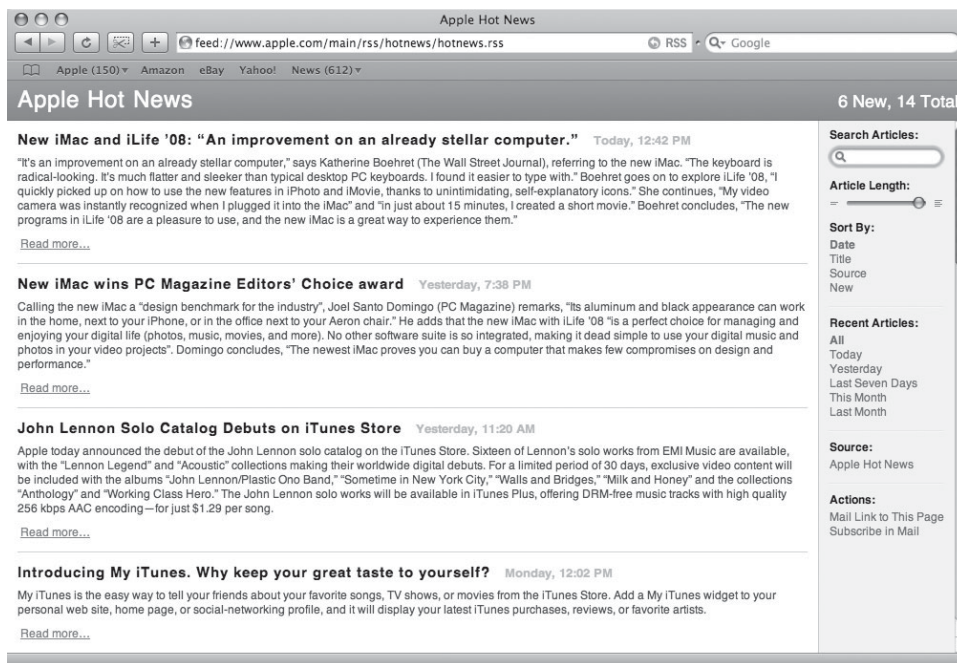 Apple Hot News
feed://www.apple.com/main/rss/hotnews/hotnews.rss
RSS
Google
Apple (150)
Amazon
eBay
Yahoo!
News (612)
Apple Hot News
6 New, 14 Total
New iMac and iLife ’08: “An improvement on an already stellar computer.” Today, 12:42 PM
“It’s an improvement on an already stellar computer,” says Katherine Boehret (The Wall Street Journal), referring to the new iMac. “The keyboard is
radical-looking. It’s much flatter and sleeker than typical desktop PC keyboards. I found it easier to type with.” Boehret goes on to explore iLife ’08, “I
quickly picked up on how to use the new features in iPhoto and iMovie, thanks to unintimidating, self-explanatory icons.” She continues, “My video
camera was instantly recognized when I plugged it into the iMac” and “in just about 15 minutes, I created a short movie.” Boehret concludes, “The new
programs in iLife ’08 are a pleasure to use, and the new iMac is a great way to experience them.”
Read more...
New iMac wins PC Magazine Editors’ Choice award Yesterday, 7:38 PM
Calling the new iMac a “design benchmark for the industry”, Joel Santo Domingo (PC Magazine) remarks, “Its aluminum and black appearance can work
in the home, next to your iPhone, or in the office next to your Aeron chair.” He adds that the new iMac with iLife ’08 “is a perfect choice for managing and
enjoying your digital life (photos, music, movies, and more). No other software suite is so integrated, making it dead simple to use your digital music and
photos in your video projects”. Domingo concludes, “The newest iMac proves you can buy a computer that makes few compromises on design and
performance.”
Read more...
John Lennon Solo Catalog Debuts on iTunes Store Yesterday, 11:20 AM
Apple today announced the debut of the John Lennon solo catalog on the iTunes Store. Sixteen of Lennon’s solo works from EMI Music are available,
with the “Lennon Legend” and “Acoustic” collections making their worldwide digital debuts. For a limited period of 30 days, exclusive video content will
be included with the albums “John Lennon/Plastic Ono Band,” “Sometime in New York City,” “Walls and Bridges,” “Milk and Honey” and the collections
“Anthology” and “Working Class Hero.” The John Lennon solo works will be available in iTunes Plus, offering DRM-free music tracks with high quality
256 kbps AAC encoding—for just $1.29 per song.
Read more...
Introducing My iTunes. Why keep your great taste to yourself? Monday, 12:02 PM
My iTunes is the easy way to tell your friends about your favorite songs, TV shows, or movies from the iTunes Store. Add a My iTunes widget to your
personal web site, home page, or social-networking profile, and it will display your latest iTunes purchases, reviews, or favorite artists.
Read more...
Search Articles:
Article Length:
Sort By:
Date
Title
Source
New
Recent Articles:
All
Today
Yesterday
Last Seven Days
This Month
Last Month
Source:
Apple Hot News
Actions:
Mail Link to This Page
Subscribe in Mail